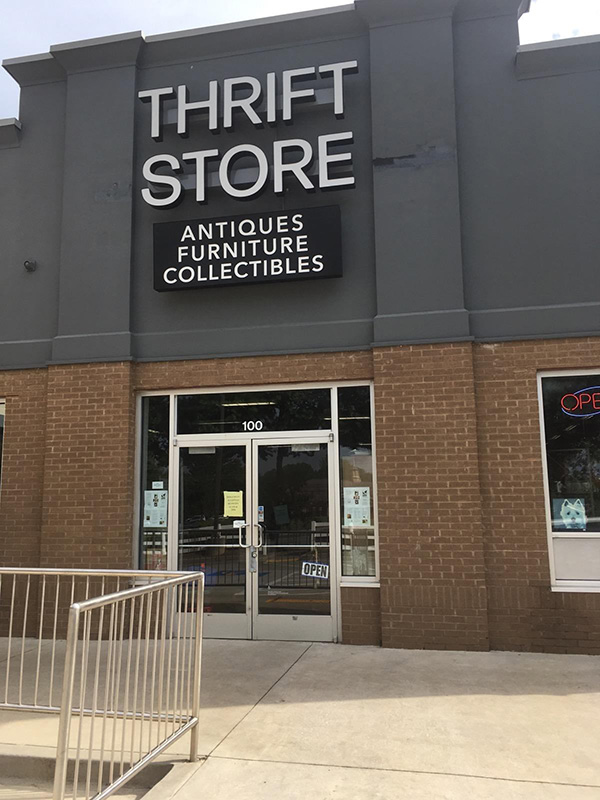 THRIFT
STORE
ANTIQUES
FURNITURE
COLLECTIBLES
100
OPEN